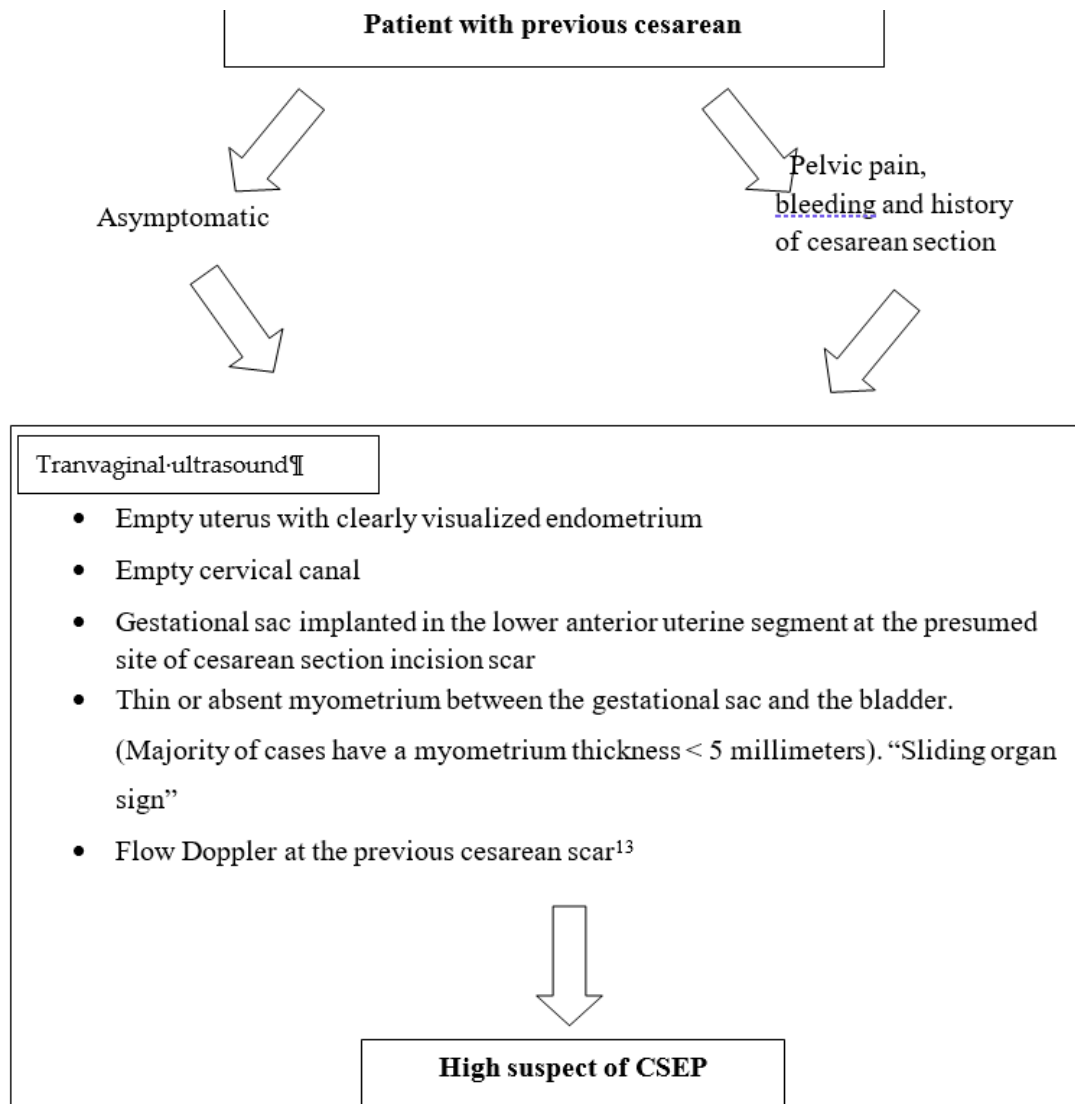 Patient with previous cesarean
Asymptomatic
Pelvic pain,
bleeding and history
of cesarean section
Tranvaginal·ultrasound¶
• Empty uterus with clearly visualized endometrium
• Empty cervical canal
• Gestational sac implanted in the lower anterior uterine segment at the presumed
site of cesarean section incision scar
• Thin or absent myometrium between the gestational sac and the bladder.
(Majority of cases have a myometrium thickness < 5 millimeters). “Sliding organ
sign”
• Flow Doppler at the previous cesarean scar¹³
High suspect of CSEP